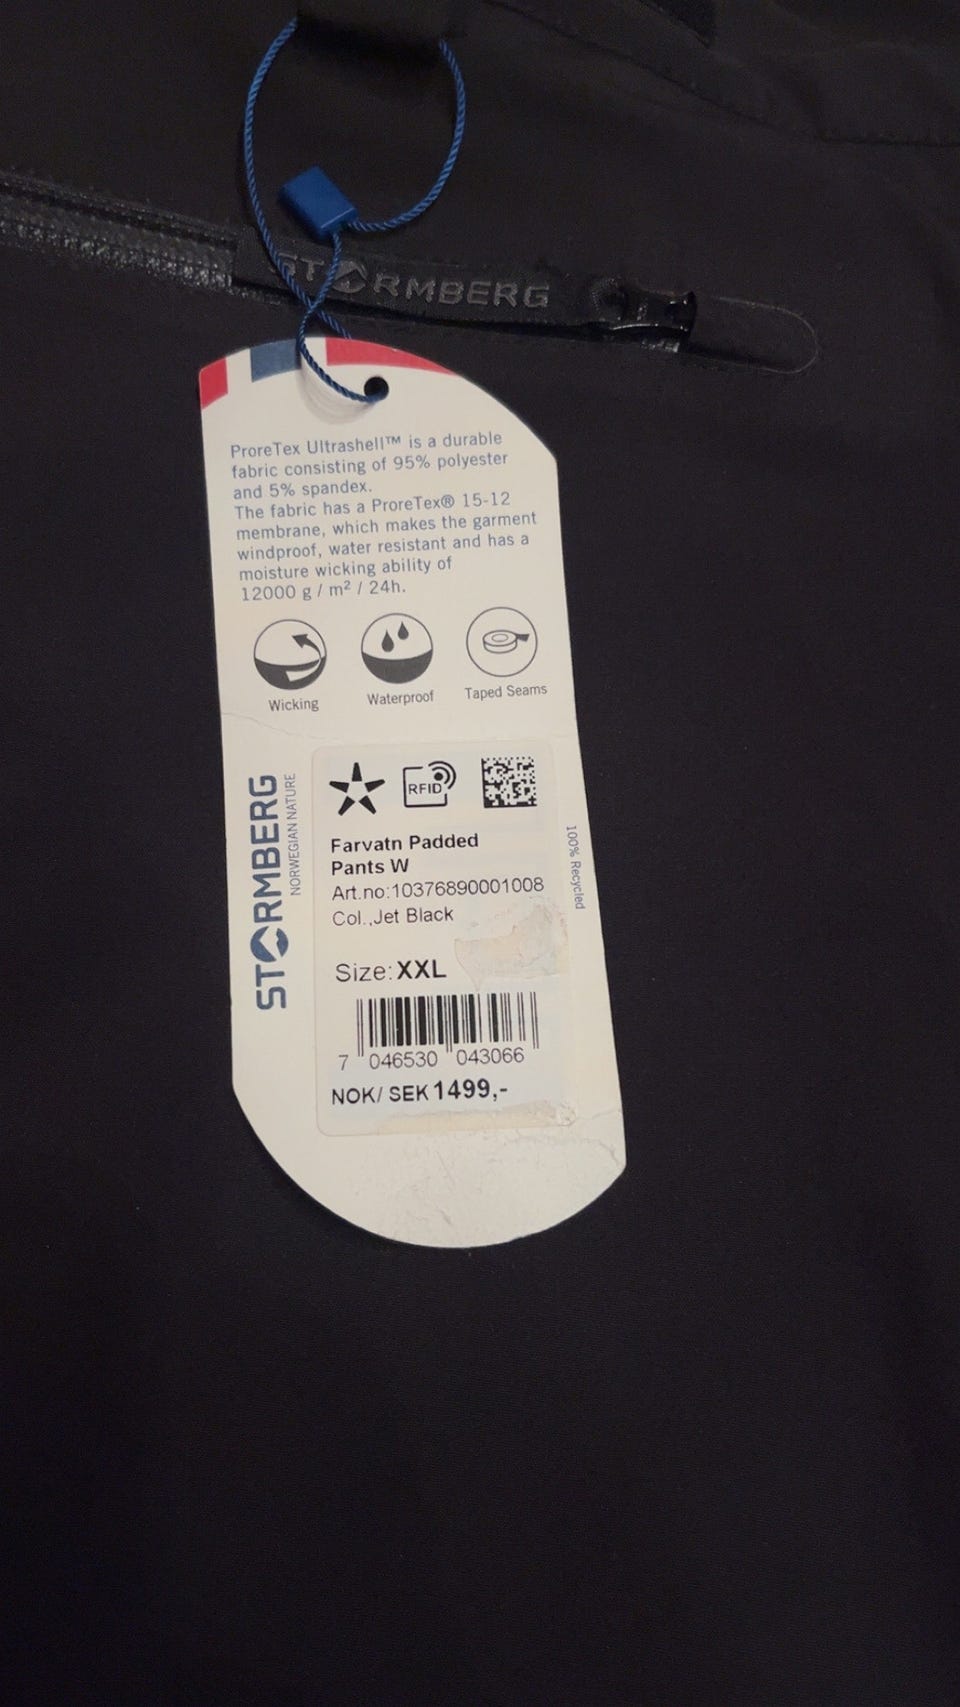 STORMBERG
ProreTex Ultrashell™ is a durable
fabric consisting of 95% polyester
and 5% spandex.
The fabric has a ProreTex® 15-12
membrane, which makes the garment
windproof, water resistant and has a
moisture wicking ability of
12000 g / m² / 24h.
Wicking
Waterproof
Taped Seams
STORMBERG
NORWEGIAN NATURE
RFID
Farvatn Padded
Pants W
Art.no:10376890001008
Col.,Jet Black
Size:XXL
7 046530 043066
NOK/ SEK 1499,-
100% Recycled